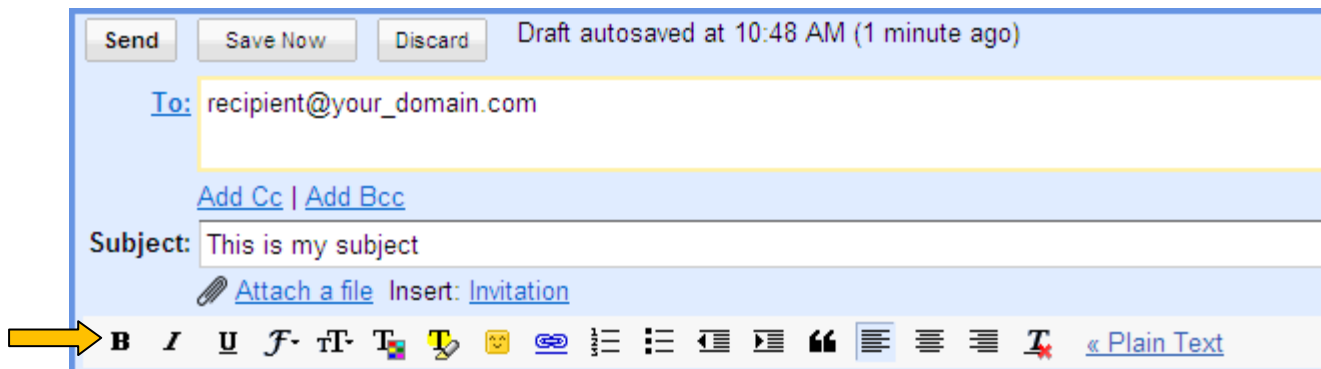 Send Save Now Discard Draft autosaved at 10:48 AM (1 minute ago)
To: recipient@your_domain.com
Add Cc | Add Bcc
Subject: This is my subject
Attach a file Insert: Invitation
B I U F T T T T « Plain Text